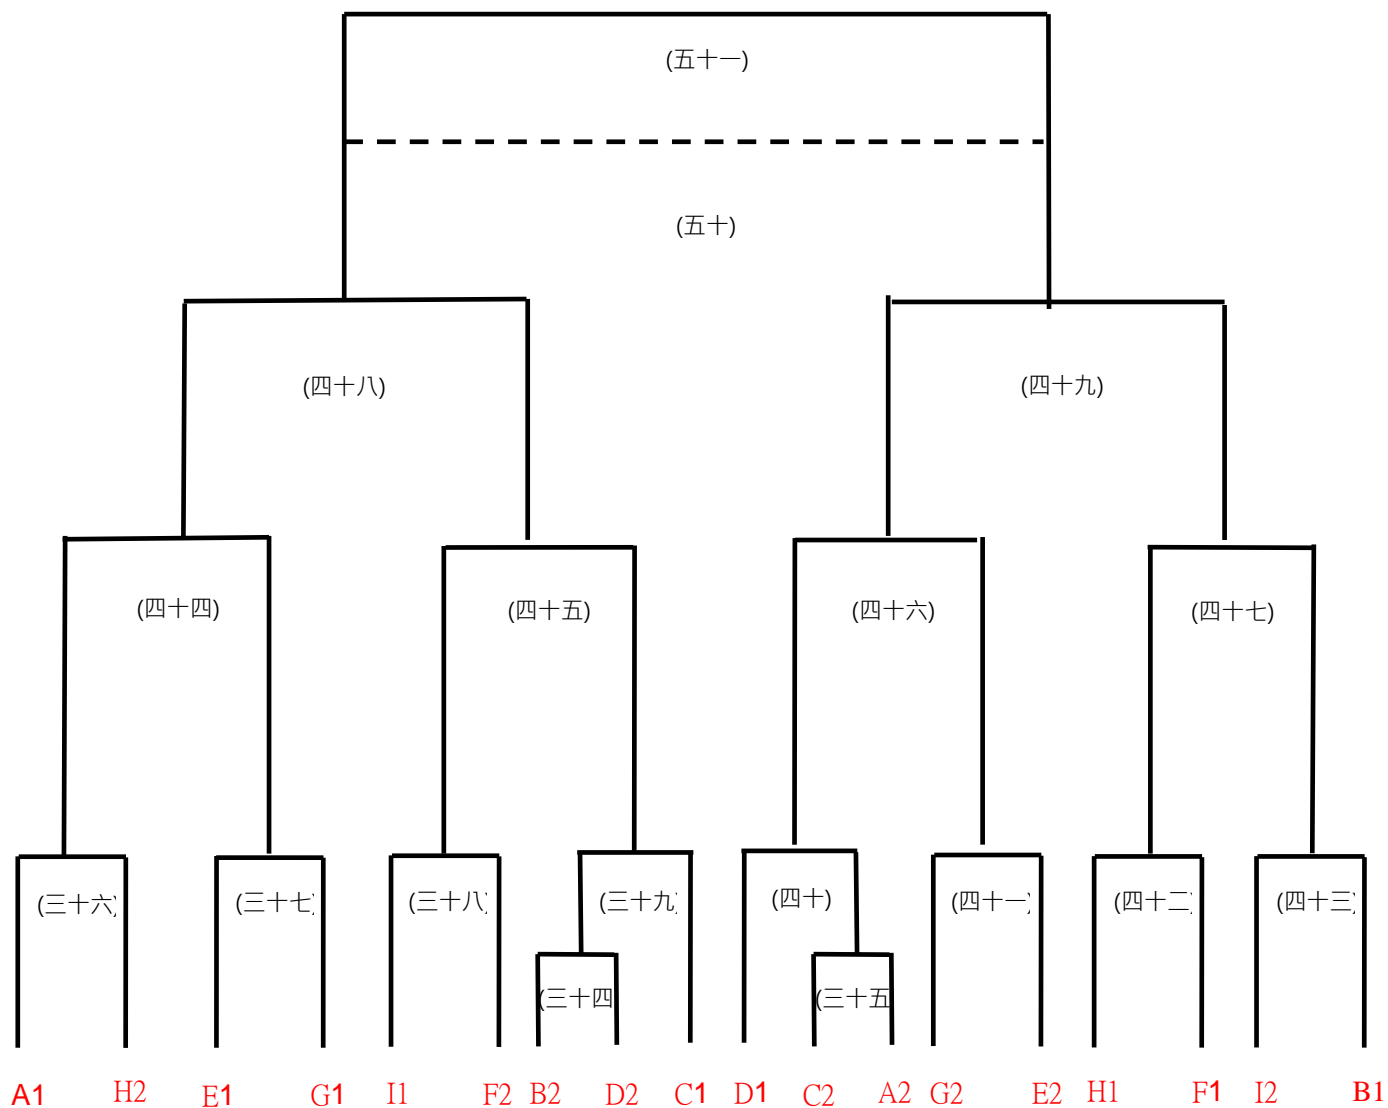 (五十一)
(五十)
(四十八)
(四十九)
(四十四)
(四十五)
(四十六)
(四十七)
(三十六)
(三十七)
(三十八)
(三十九)
(四十)
(四十一)
(四十二)
(四十三)
(三十四
(三十五
A1 H2 E1 G1 I1 F2 B2 D2 C1 D1 C2 A2 G2 E2 H1 F1 I2 B1